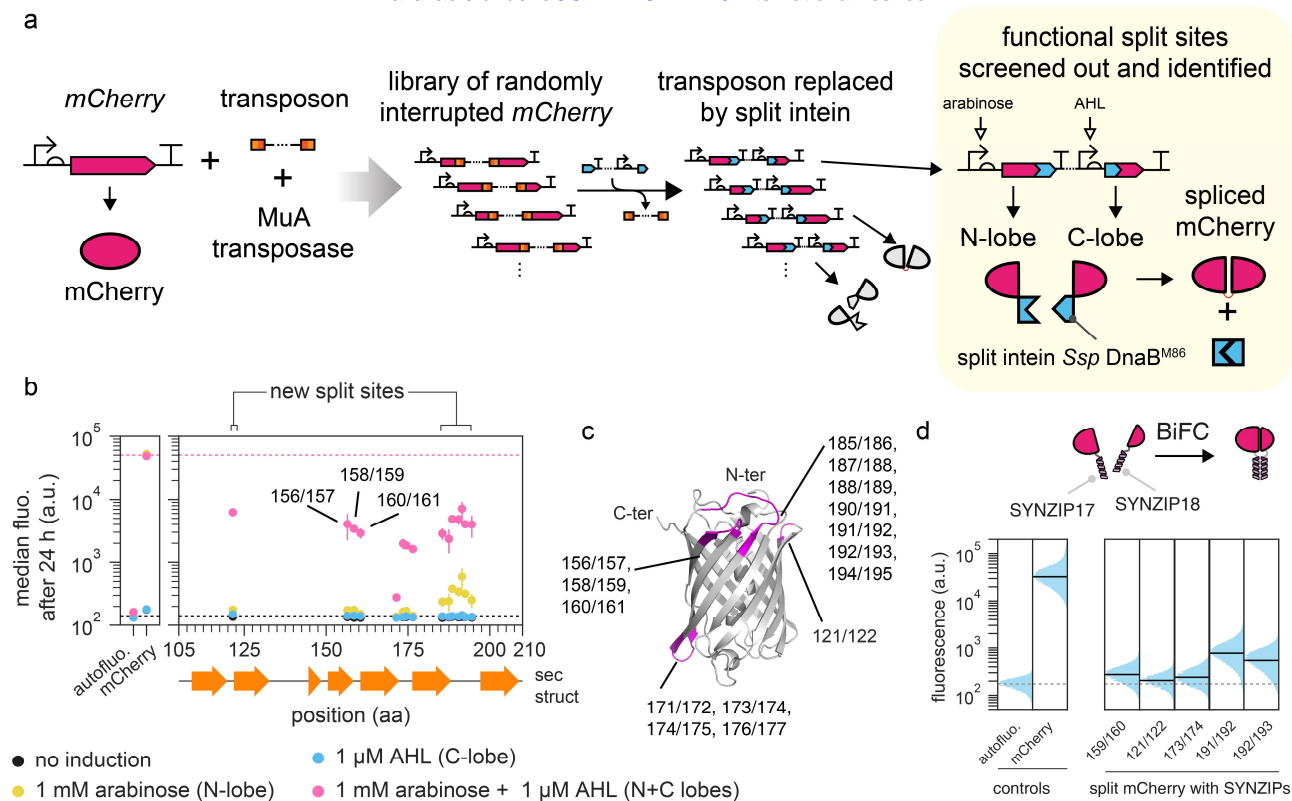 a
mCherry
transposon
mCherry
MuA
transposase
library of randomly
interrupted mCherry
transposon replaced
by split intein
functional split sites
screened out and identified
arabinose
AHL
N-lobe
C-lobe
spliced
mCherry
split intein Ssp DnaB^M86
b
new split sites
median fluo.
after 24 h (a.u.)
10^5
10^4
10^3
10^2
156/157
158/159
160/161
autofluo.
mCherry
105
125
150
175
200
210
sec
struct
position (aa)
no induction
1 mM arabinose (N-lobe)
1 µM AHL (C-lobe)
1 mM arabinose + 1 µM AHL (N+C lobes)
c
N-ter
C-ter
185/186,
187/188,
188/189,
190/191,
191/192,
192/193,
194/195
156/157,
158/159,
160/161
121/122
171/172, 173/174,
174/175, 176/177
d
BiFC
SYNZIP17
SYNZIP18
fluorescence (a.u.)
10^5
10^4
10^3
10^2
autofluo.
mCherry
controls
159/160
121/122
173/174
191/192
192/193
split mCherry with SYNZIPs